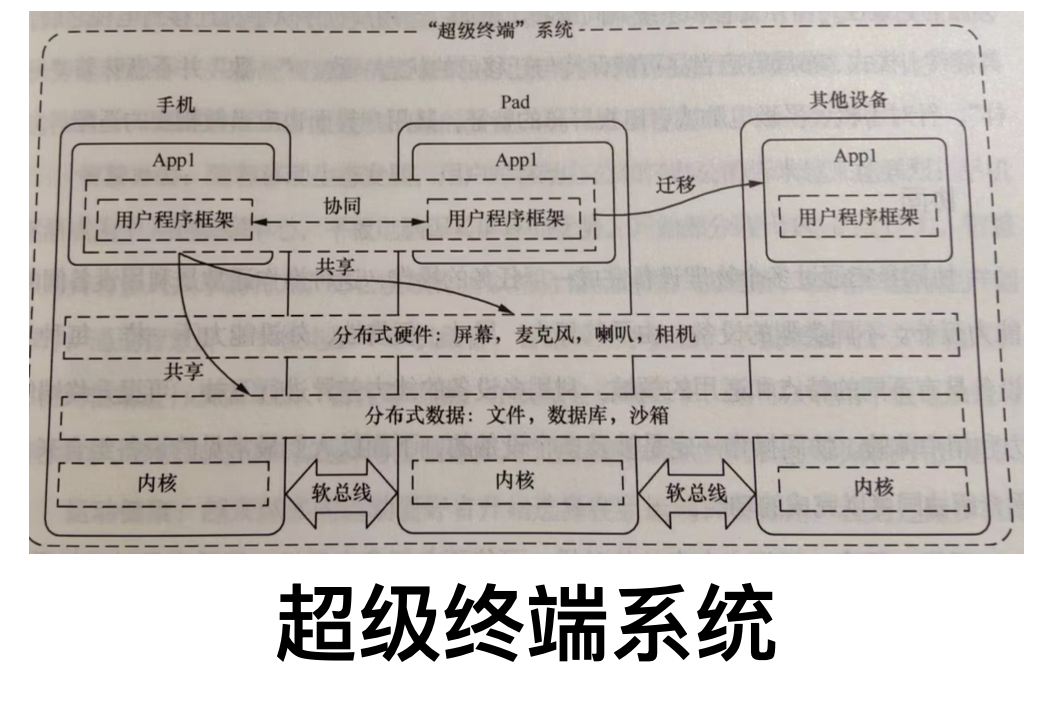 “超级终端”系统
手机
Pad
其他设备
App1
App1
App1
迁移
用户程序框架
协同
用户程序框架
用户程序框架
共享
分布式硬件：屏幕，麦克风，喇叭，相机
共享
分布式数据：文件，数据库，沙箱
内核
软总线
内核
软总线
内核
超级终端系统